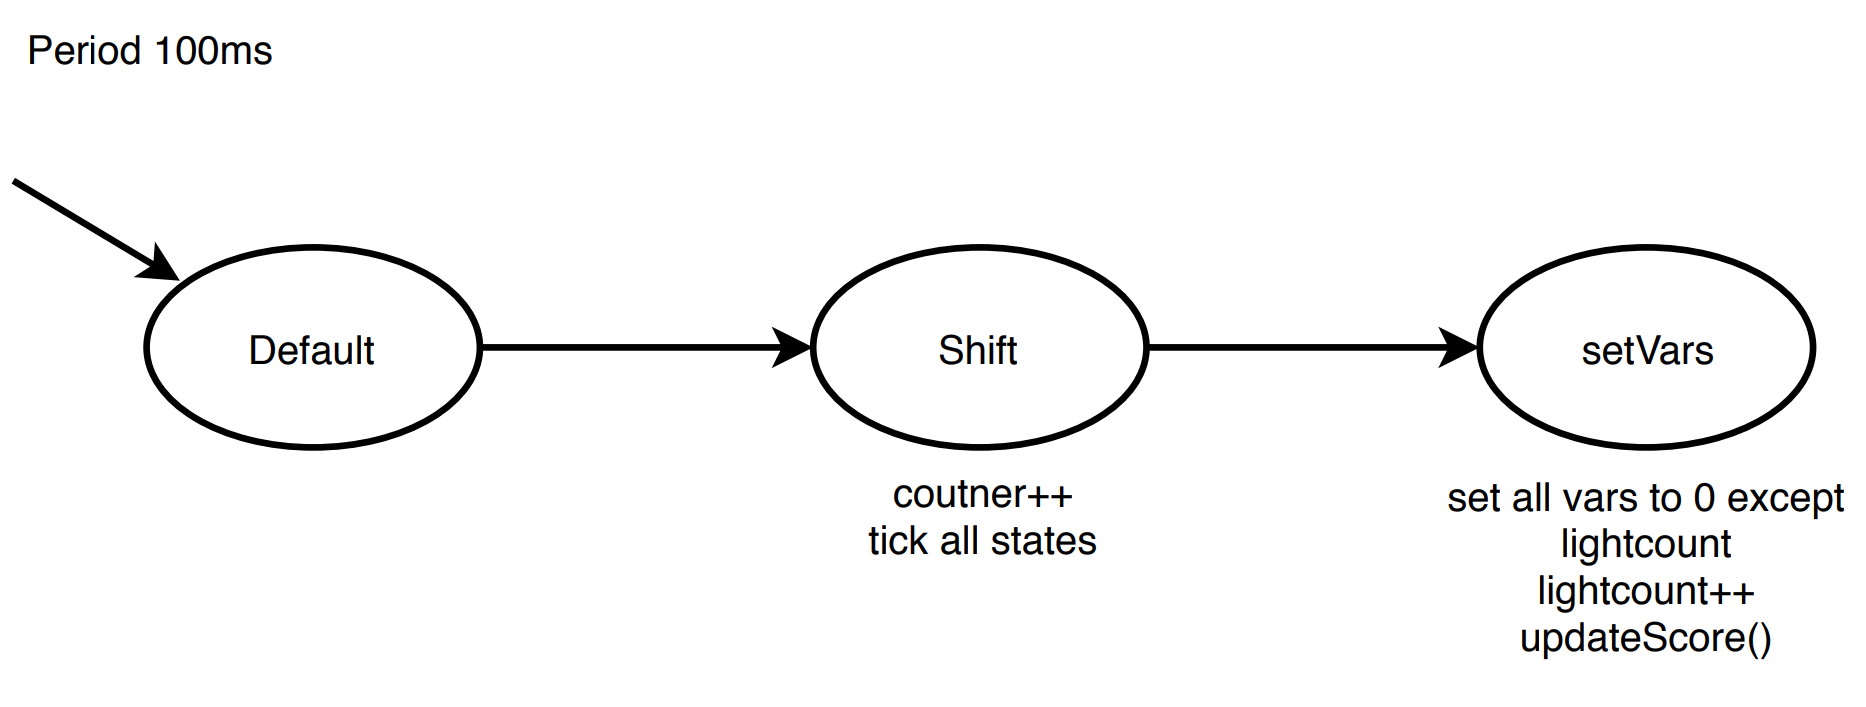 Period 100ms
Default
Shift
setVars
coutner++
tick all states
set all vars to 0 except
lightcount
lightcount++
updateScore()